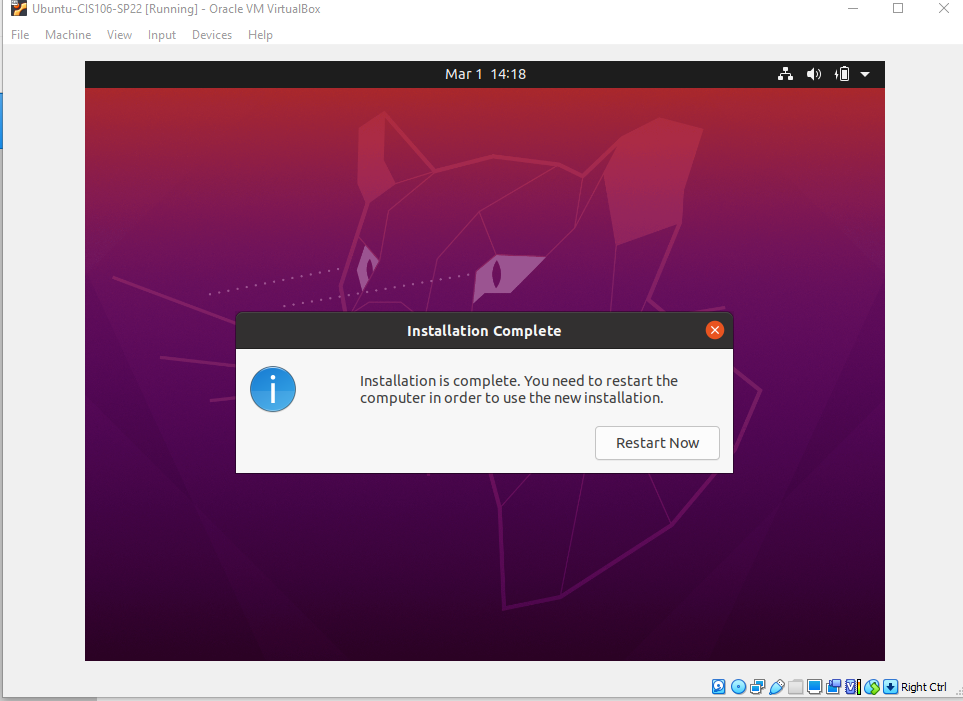 Ubuntu-CIS106-SP22 [Running] - Oracle VM VirtualBox
File Machine View Input Devices Help
Mar 1 14:18
Installation Complete
Installation is complete. You need to restart the
computer in order to use the new installation.
Restart Now
Right Ctrl